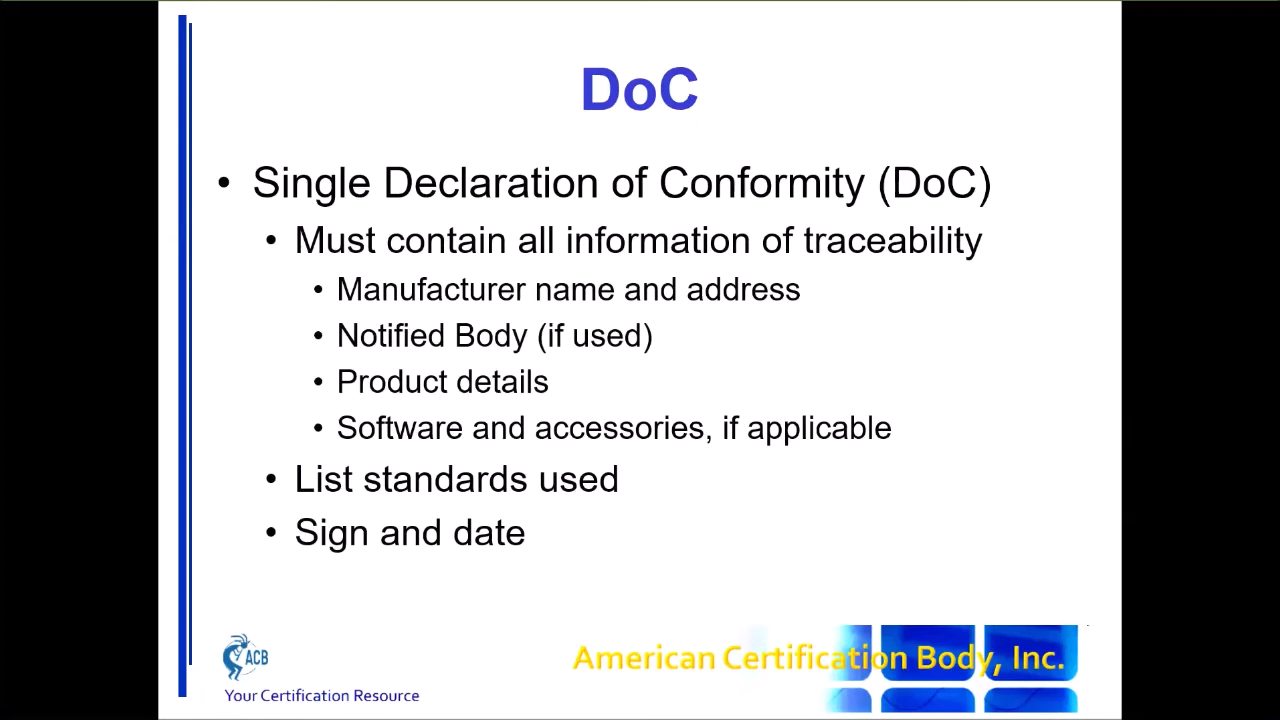 DoC
• Single Declaration of Conformity (DoC)
• Must contain all information of traceability
• Manufacturer name and address
• Notified Body (if used)
• Product details
• Software and accessories, if applicable
• List standards used
• Sign and date
ACB
American Certification Body, Inc.
Your Certification Resource